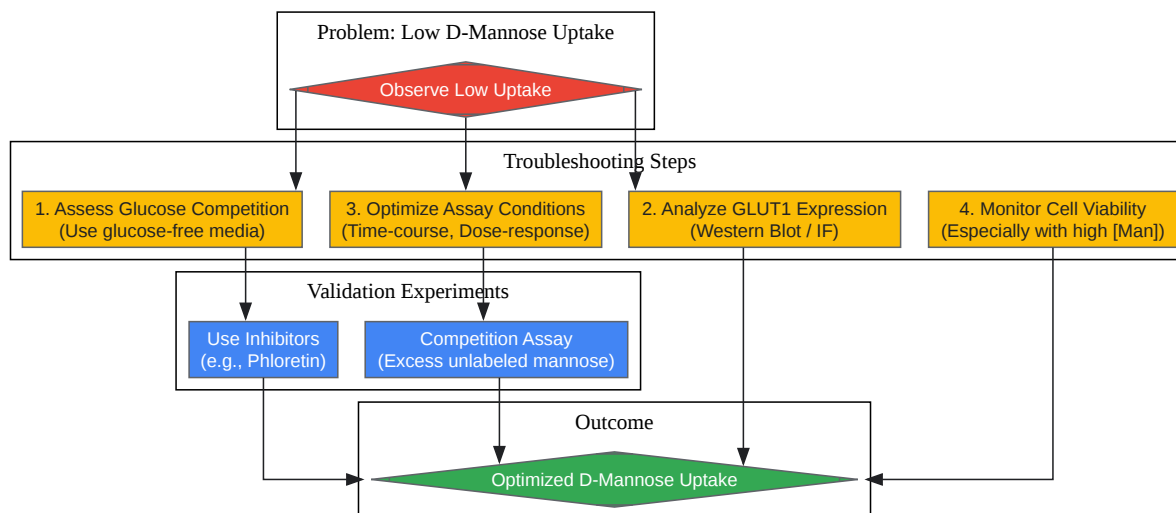 Problem: Low D-Mannose Uptake
Observe Low Uptake
Troubleshooting Steps
1. Assess Glucose Competition
(Use glucose-free media)
3. Optimize Assay Conditions
(Time-course, Dose-response)
2. Analyze GLUT1 Expression
(Western Blot / IF)
4. Monitor Cell Viability
(Especially with high [Man])
Validation Experiments
Use Inhibitors
(e.g., Phloretin)
Competition Assay
(Excess unlabeled mannose)
Outcome
Optimized D-Mannose Uptake